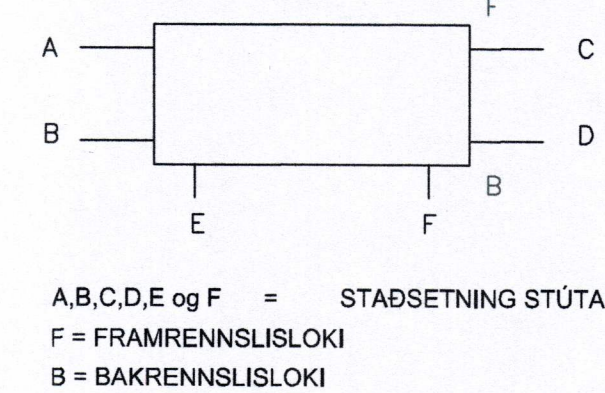 F
A C
B D
B
E F
A,B,C,D,E og F = STAÐSETNING STÚTA
F = FRAMRENNSLISLOKI
B = BAKRENNSLISLOKI